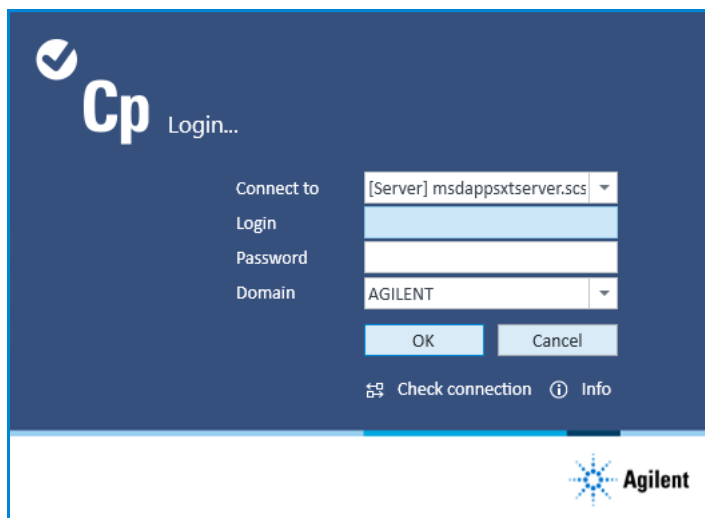 Cp Login...
Connect to [Server] msdappsxtserver.scs
Login
Password
Domain AGILENT
OK Cancel
Check connection Info
Agilent